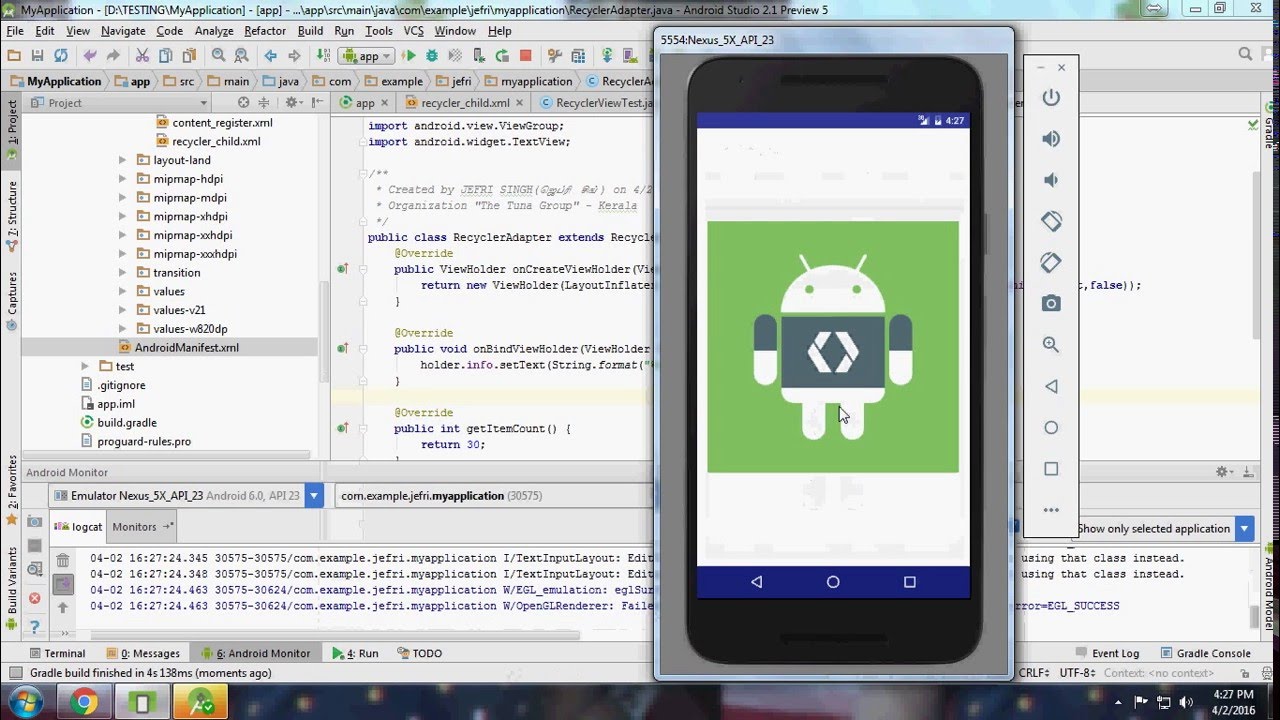 MyApplication - [D:\TESTING\MyApplication] - [app] - ...\app\src\main\java\com\example\jefri\myapplication\RecyclerAdapter.java - Android Studio 2.1 Preview 5
File Edit View Navigate Code Analyze Refactor Build Run Tools VCS Window Help
app
MyApplication app src main java com example jefri myapplication RecyclerAda
Project app recycler_child.xml RecyclerViewTest.ja
1: Project
7: Structure
Captures
2: Favorites
Build Variants
content_register.xml
recycler_child.xml
layout-land
mipmap-hdpi
mipmap-mdpi
mipmap-xhdpi
mipmap-xxhdpi
mipmap-xxxhdpi
transition
values
values-v21
values-w820dp
AndroidManifest.xml
test
.gitignore
app.iml
build.gradle
proguard-rules.pro
import android.view.ViewGroup;
import android.widget.TextView;
/**
* Created by JEFRI SINGH( ) on 4/2
* Organization "The Tuna Group" - Kerala
*/
public class RecyclerAdapter extends Recycle
@Override
public ViewHolder onCreateViewHolder(Vie
return new ViewHolder(LayoutInflater ,false));
}
@Override
public void onBindViewHolder(ViewHolder
holder.info.setText(String.format("
}
@Override
public int getItemCount() {
return 30;
5554:Nexus_5X_API_23
4:27
Gradle
Android Model
Android Monitor
Emulator Nexus_5X_API_23 Android 6.0, API 23
com.example.jefri.myapplication (30575)
Show only selected application
logcat Monitors
04-02 16:27:24.345 30575-30575/com.example.jefri.myapplication I/TextInputLayout: Edit using that class instead.
04-02 16:27:24.348 30575-30575/com.example.jefri.myapplication I/TextInputLayout: Edit using that class instead.
04-02 16:27:24.463 30575-30624/com.example.jefri.myapplication W/EGL_emulation: eglSur
04-02 16:27:24.463 30575-30624/com.example.jefri.myapplication W/OpenGLRenderer: Faile error=EGL_SUCCESS
Terminal 0: Messages 6: Android Monitor 4: Run TODO Event Log Gradle Console
Gradle build finished in 4s 138ms (moments ago) CRLF UTF-8 Context: <no context>
4:27 PM
4/2/2016